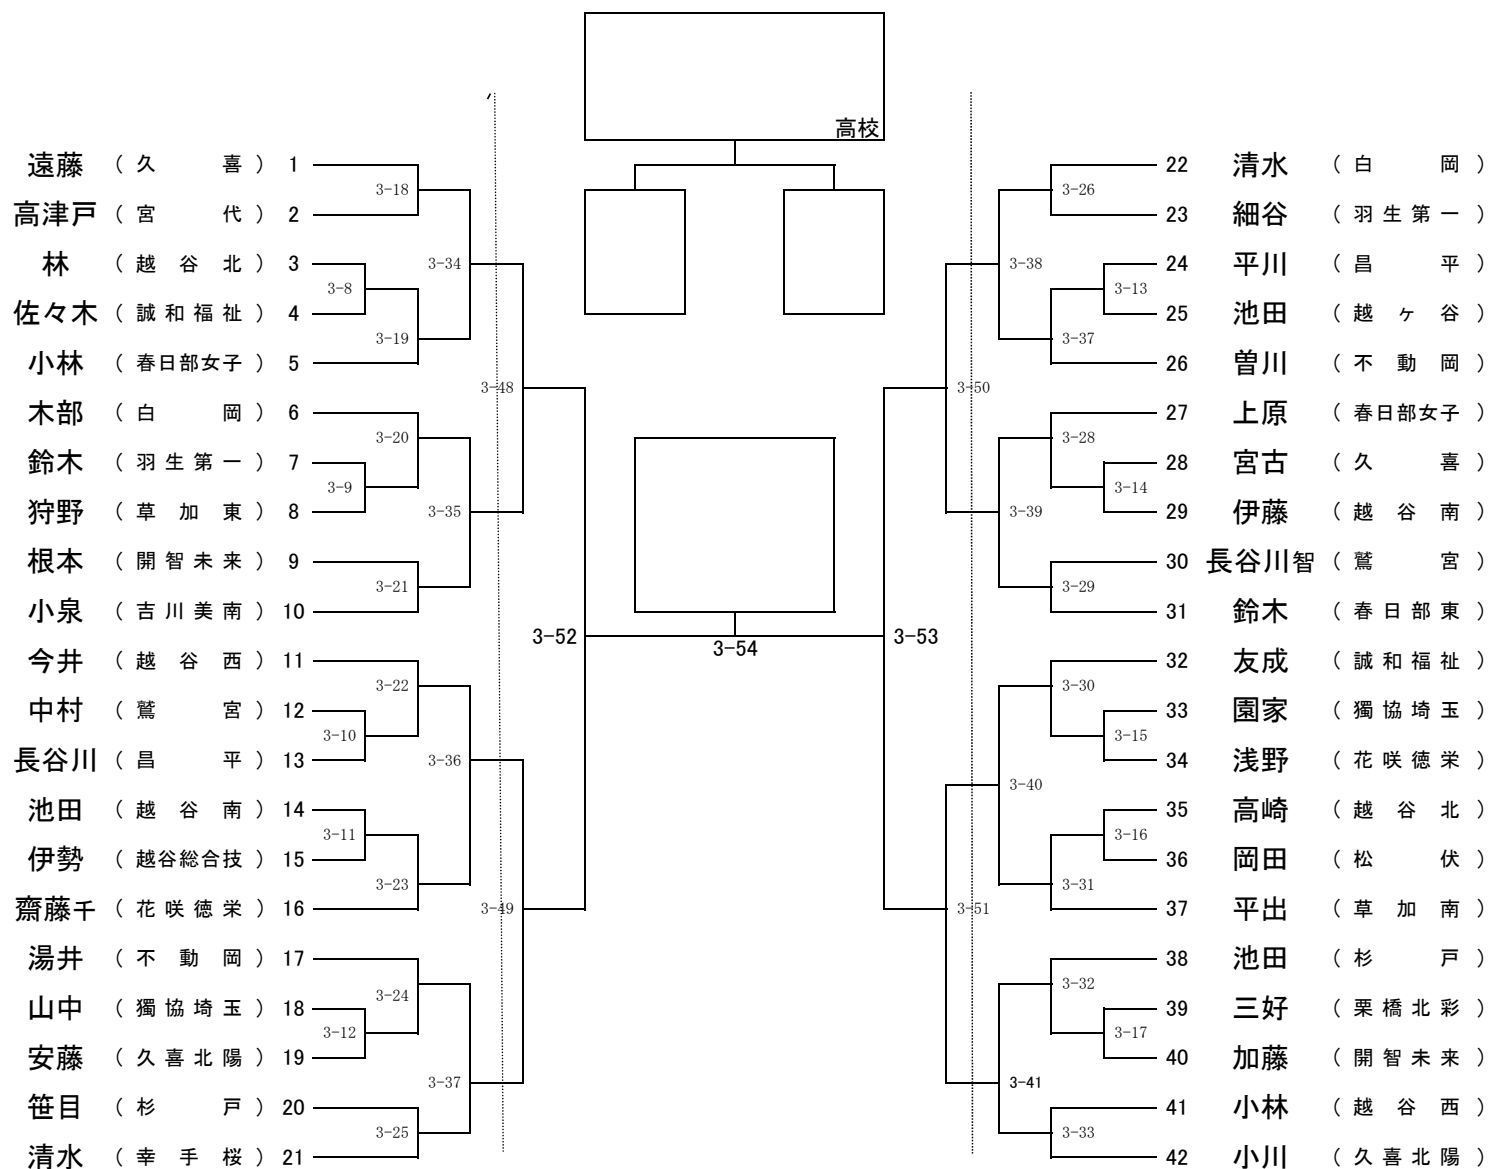 高校
遠藤 （ 久 喜 ） 1
3-18
高津戸 （ 宮 代 ） 2
3-34
林 （ 越 谷 北 ） 3
3-8
佐々木 （ 誠 和 福 祉 ） 4
3-19
小林 （ 春日部女子 ） 5
3-48
木部 （ 白 岡 ） 6
3-20
鈴木 （ 羽 生 第 一 ） 7
3-9
狩野 （ 草 加 東 ） 8
3-35
根本 （ 開 智 未 来 ） 9
3-21
小泉 （ 吉 川 美 南 ） 10
3-52
今井 （ 越 谷 西 ） 11
3-22
中村 （ 鷲 宮 ） 12
3-10
長谷川 （ 昌 平 ） 13
3-36
池田 （ 越 谷 南 ） 14
3-11
伊勢 （ 越谷総合技 ） 15
3-23
齋藤千 （ 花 咲 徳 栄 ） 16
3-49
湯井 （ 不 動 岡 ） 17
3-24
山中 （ 獨 協 埼 玉 ） 18
3-12
安藤 （ 久 喜 北 陽 ） 19
3-37
笹目 （ 杉 戸 ） 20
3-25
清水 （ 幸 手 桜 ） 21
3-54
22 清水 （ 白 岡 ）
3-26
23 細谷 （ 羽 生 第 一 ）
3-38
24 平川 （ 昌 平 ）
3-13
25 池田 （ 越 ヶ 谷 ）
3-37
26 曽川 （ 不 動 岡 ）
3-50
27 上原 （ 春日部女子 ）
3-28
28 宮古 （ 久 喜 ）
3-14
29 伊藤 （ 越 谷 南 ）
3-39
30 長谷川智 （ 鷲 宮 ）
3-29
31 鈴木 （ 春 日 部 東 ）
3-53
32 友成 （ 誠 和 福 祉 ）
3-30
33 園家 （ 獨 協 埼 玉 ）
3-15
34 浅野 （ 花 咲 徳 栄 ）
3-40
35 高崎 （ 越 谷 北 ）
3-16
36 岡田 （ 松 伏 ）
3-31
37 平出 （ 草 加 南 ）
3-51
38 池田 （ 杉 戸 ）
3-32
39 三好 （ 栗 橋 北 彩 ）
3-17
40 加藤 （ 開 智 未 来 ）
3-41
41 小林 （ 越 谷 西 ）
3-33
42 小川 （ 久 喜 北 陽 ）